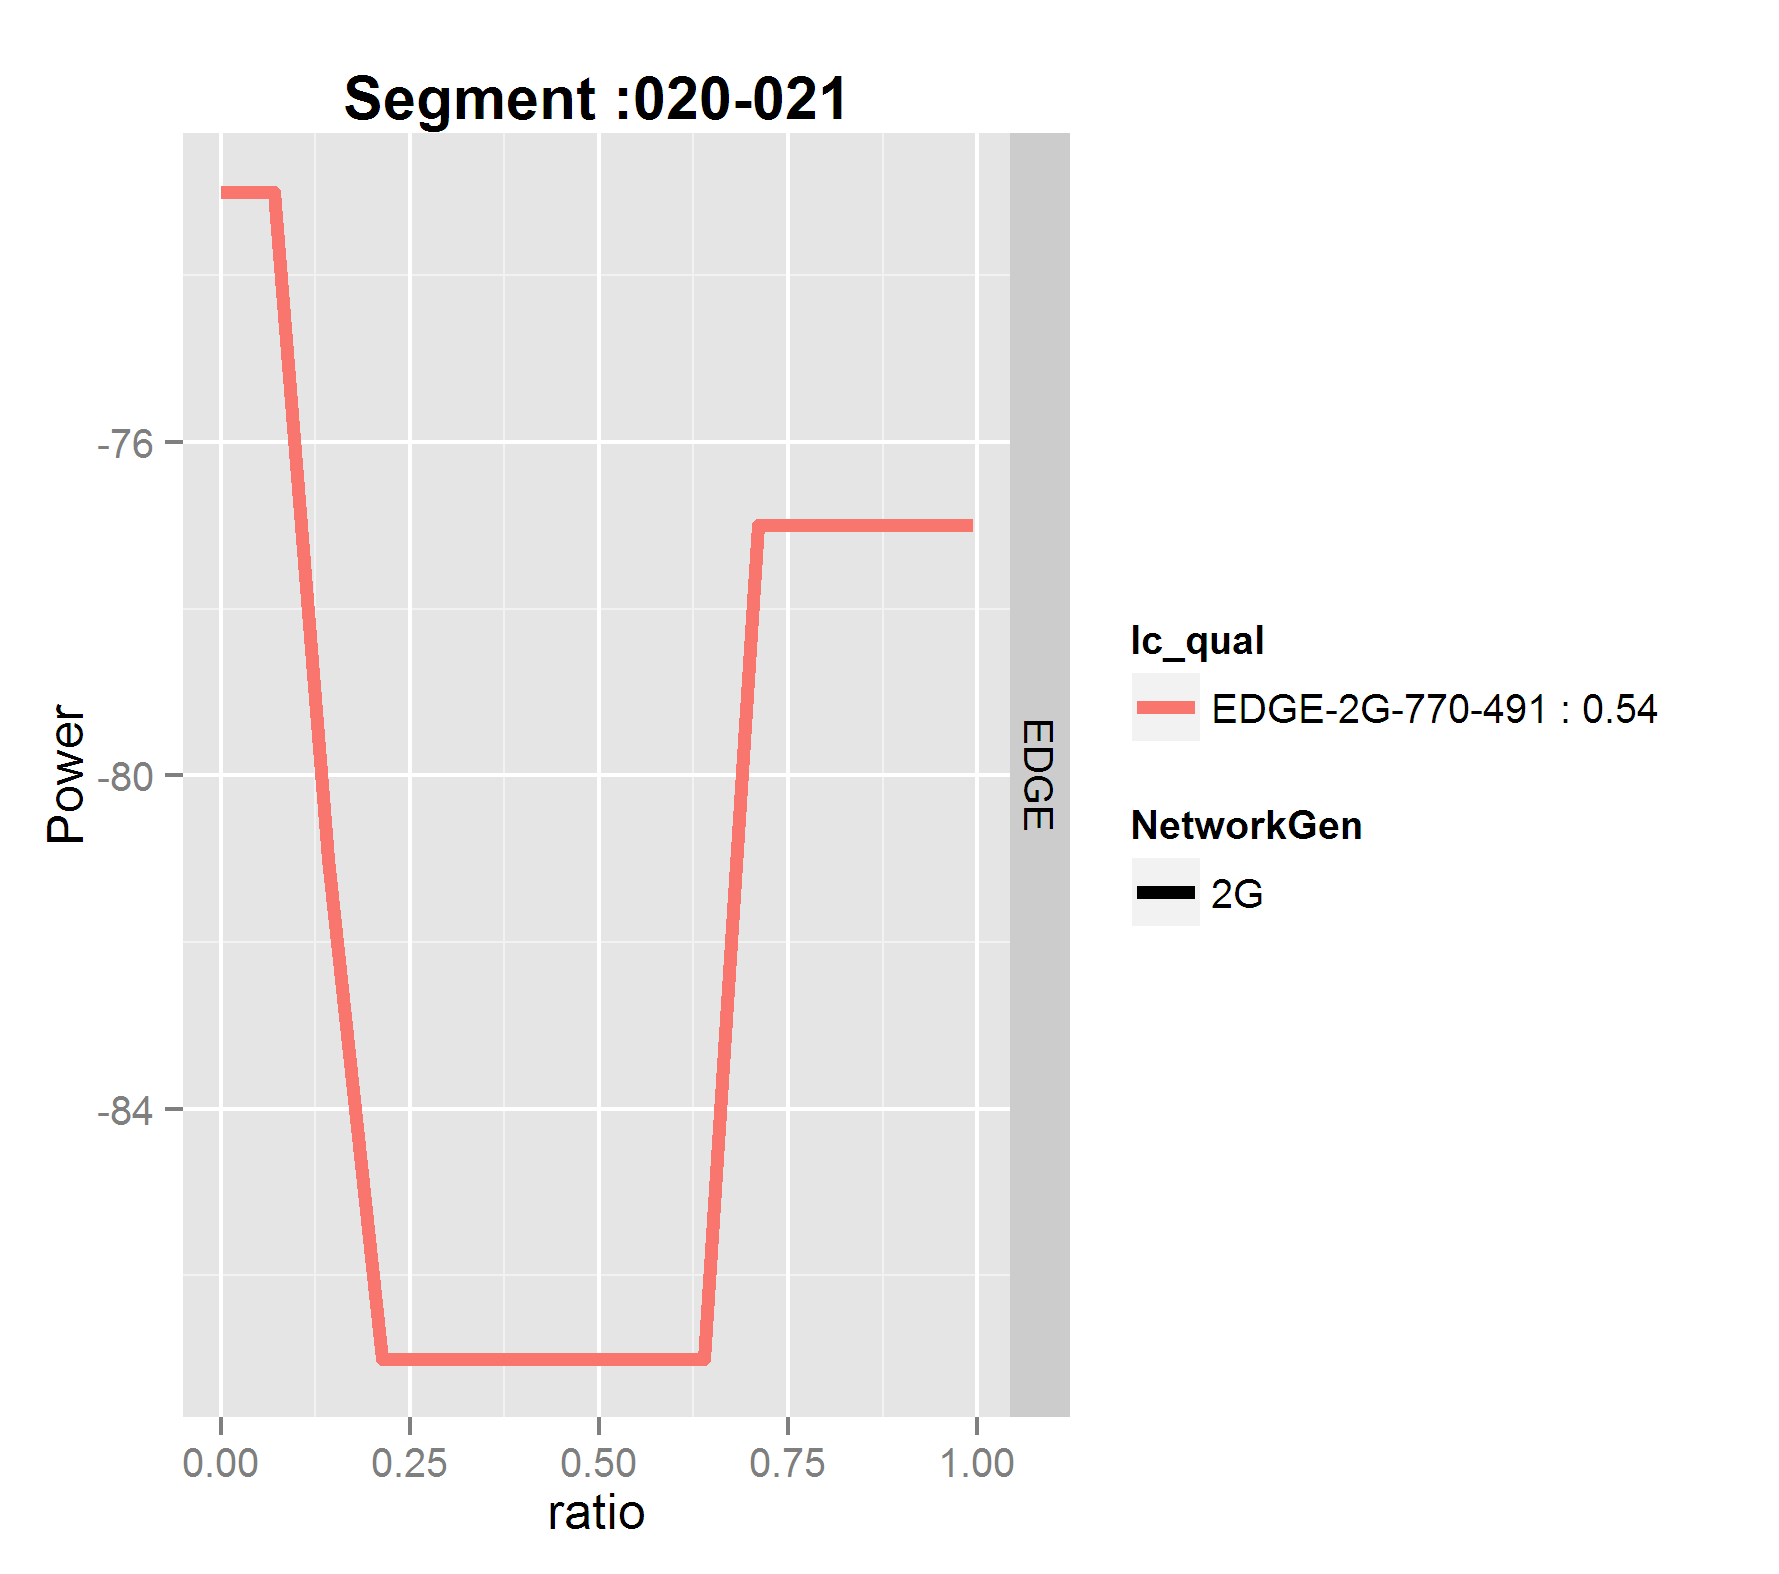 Segment :020-021
-76
-80
-84
Power
0.00 0.25 0.50 0.75 1.00
ratio
EDGE
lc_qual
EDGE-2G-770-491 : 0.54
NetworkGen
2G